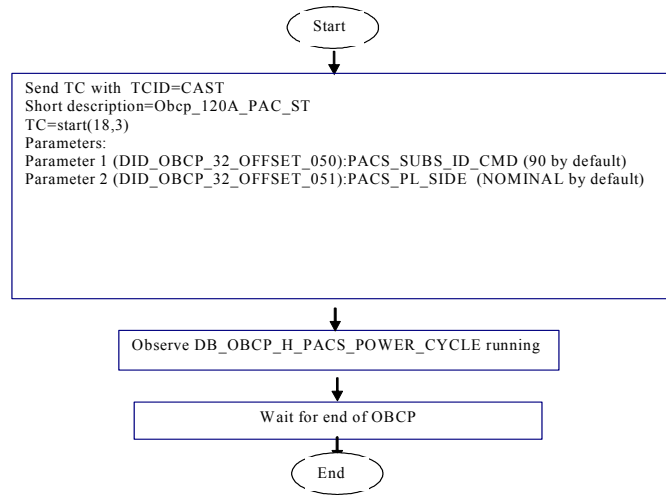 Start
Send TC with TCID=CAST
Short description=Obcp_120A_PAC_ST
TC=start(18,3)
Parameters:
Parameter 1 (DID_OBCP_32_OFFSET_050):PACS_SUBS_ID_CMD (90 by default)
Parameter 2 (DID_OBCP_32_OFFSET_051):PACS_PL_SIDE (NOMINAL by default)
Observe DB_OBCP_H_PACS_POWER_CYCLE running
Wait for end of OBCP
End